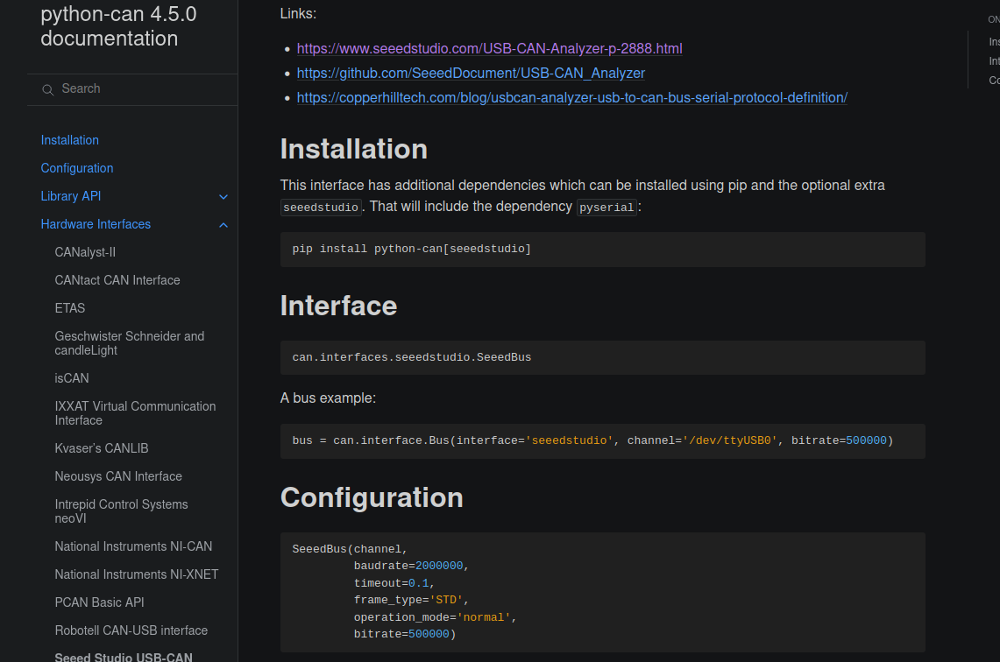 python-can 4.5.0
documentation
Search
Installation
Configuration
Library API
Hardware Interfaces
CANalyst-II
CANtact CAN Interface
ETAS
Geschwister Schneider and
candleLight
isCAN
IXXAT Virtual Communication
Interface
Kvaser's CANLIB
Neousys CAN Interface
Intrepid Control Systems
neoVI
National Instruments NI-CAN
National Instruments NI-XNET
PCAN Basic API
Robotell CAN-USB interface
Seeed Studio USB-CAN
Links:
https://www.seeedstudio.com/USB-CAN-Analyzer-p-2888.html
https://github.com/SeeedDocument/USB-CAN_Analyzer
https://copperhilltech.com/blog/usbcan-analyzer-usb-to-can-bus-serial-protocol-definition/
Installation
This interface has additional dependencies which can be installed using pip and the optional extra
seeedstudio. That will include the dependency pyserial:
pip install python-can[seeedstudio]
Interface
can.interfaces.seeedstudio.SeeedBus
A bus example:
bus = can.interface.Bus(interface='seeedstudio', channel='/dev/ttyUSB0', bitrate=500000)
Configuration
SeeedBus(channel,
baudrate=2000000,
timeout=0.1,
frame_type='STD',
operation_mode='normal',
bitrate=500000)
ON
Ins
Int
Co